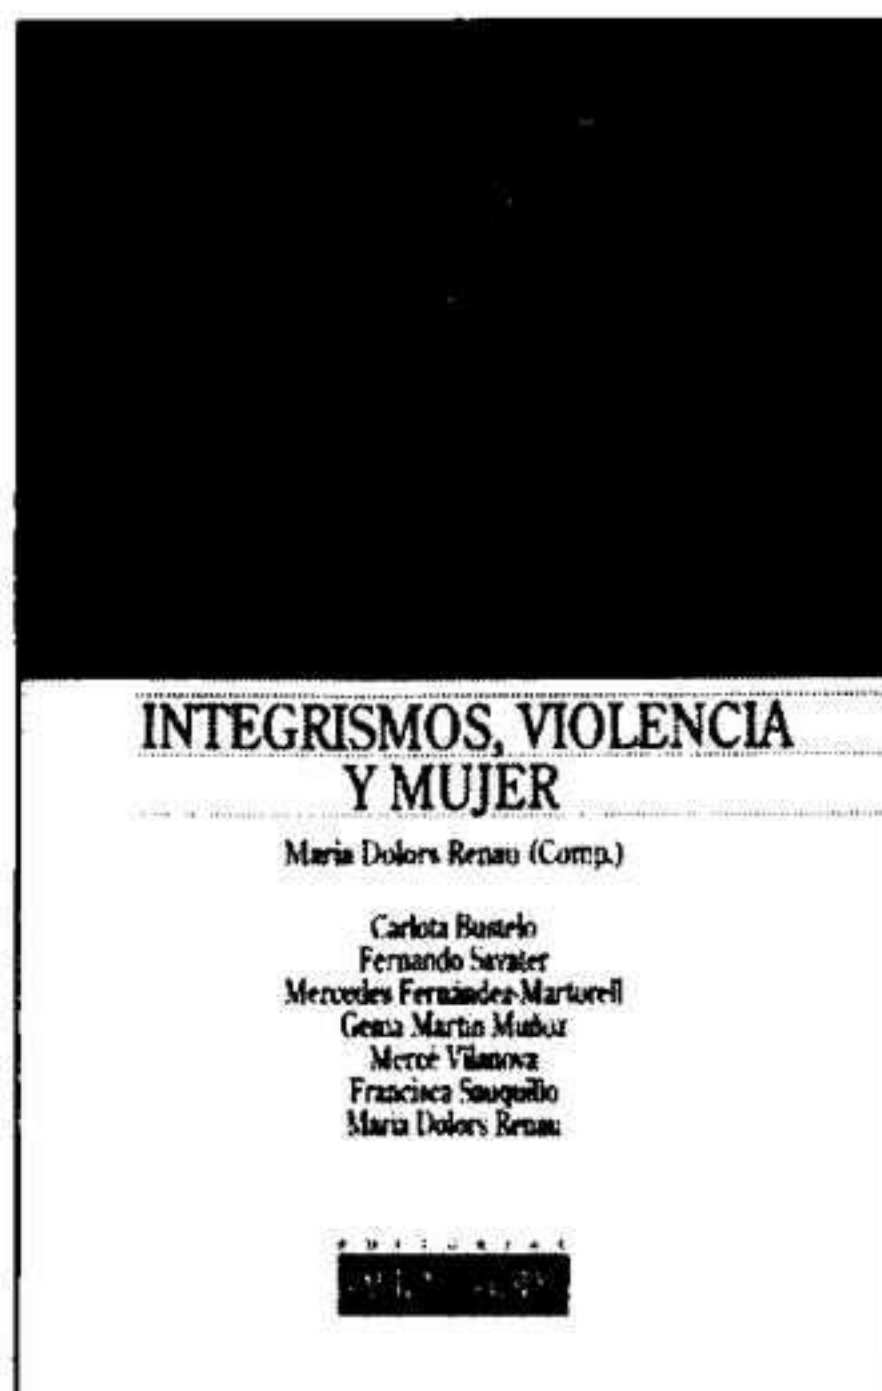 INTEGRISMOS, VIOLENCIA
Y MUJER
Maria Dolors Renau (Comp.)
Carlota Bustelo
Fernando Savater
Mercedes Fernández-Martorell
Gema Martín Muñoz
Mercè Vilanova
Francisca Sauquillo
Maria Dolors Renau
EDITORIAL